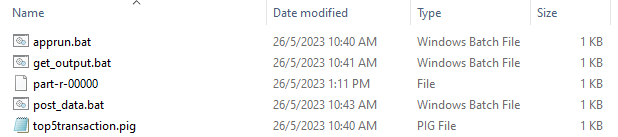 Name Date modified Type Size
apprun.bat 26/5/2023 10:40 AM Windows Batch File 1 KB
get_output.bat 26/5/2023 10:41 AM Windows Batch File 1 KB
part-r-00000 26/5/2023 1:11 PM File 1 KB
post_data.bat 26/5/2023 10:43 AM Windows Batch File 1 KB
top5transaction.pig 26/5/2023 10:40 AM PIG File 1 KB